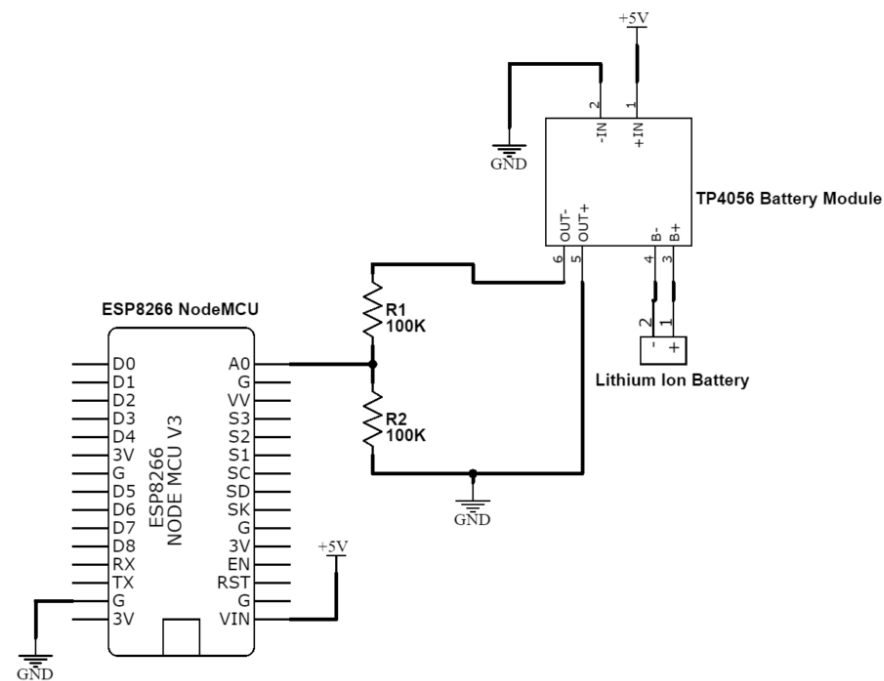 +5V
GND
2
1
-IN
+IN
TP4056 Battery Module
OUT-
OUT+
B-
B+
6
5
4
3
2
1
-
+
Lithium Ion Battery
R1
100K
R2
100K
GND
ESP8266 NodeMCU
D0
D1
D2
D3
D4
3V
G
D5
D6
D7
D8
RX
TX
G
3V
ESP8266
NODE MCU V3
A0
G
VV
S3
S2
S1
SC
SD
SK
G
3V
EN
RST
G
VIN
+5V
GND